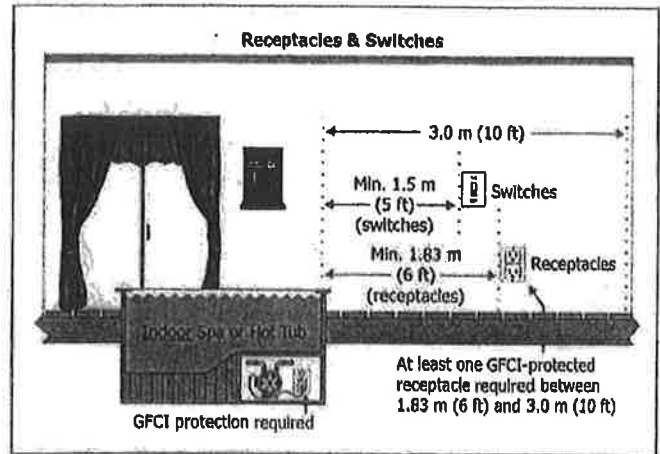 Receptacles & Switches
3.0 m (10 ft)
Min. 1.5 m
(5 ft)
(switches)
Switches
Min. 1.83 m
(6 ft)
(receptacles)
Receptacles
Indoor Spa or Hot Tub
GFCI protection required
At least one GFCI-protected
receptacle required between
1.83 m (6 ft) and 3.0 m (10 ft)